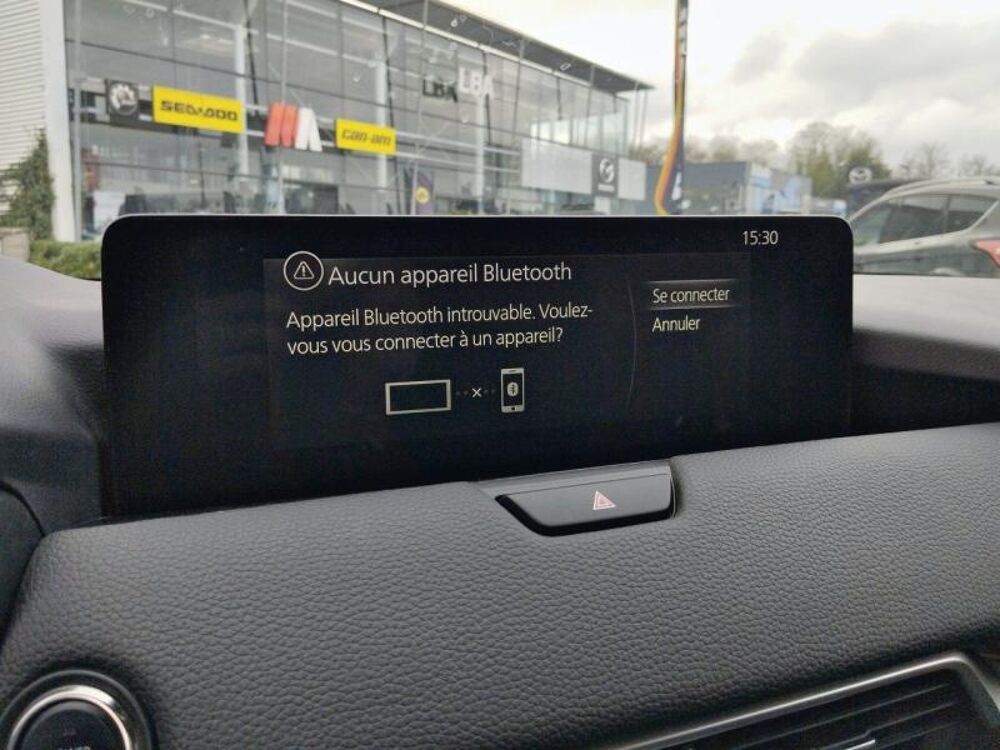 LBA
LBA
SEA-DOO
can-am
15:30
Aucun appareil Bluetooth
Appareil Bluetooth introuvable. Voulez-
vous vous connecter à un appareil?
Se connecter
Annuler